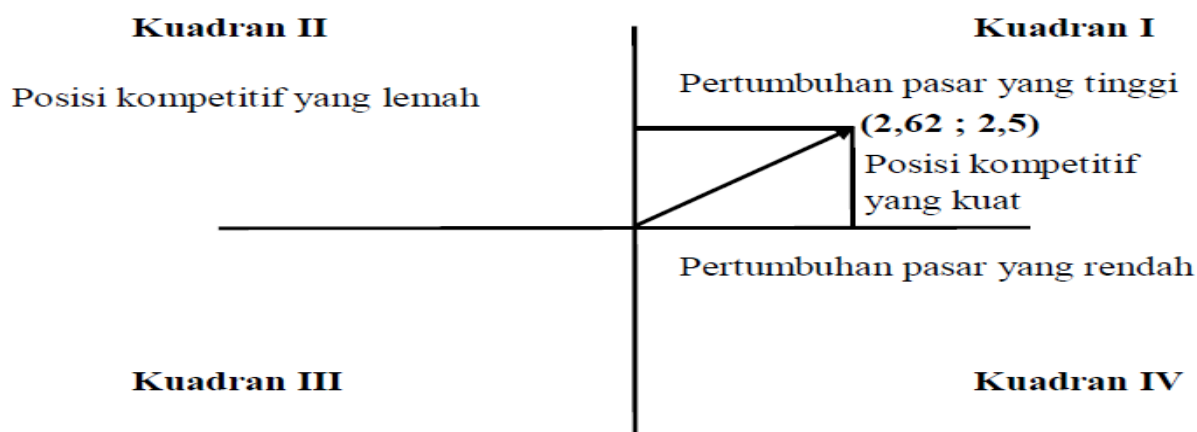 Kuadran II
Kuadran I
Posisi kompetitif yang lemah
Pertumbuhan pasar yang tinggi
(2,62 ; 2,5)
Posisi kompetitif
yang kuat
Pertumbuhan pasar yang rendah
Kuadran III
Kuadran IV